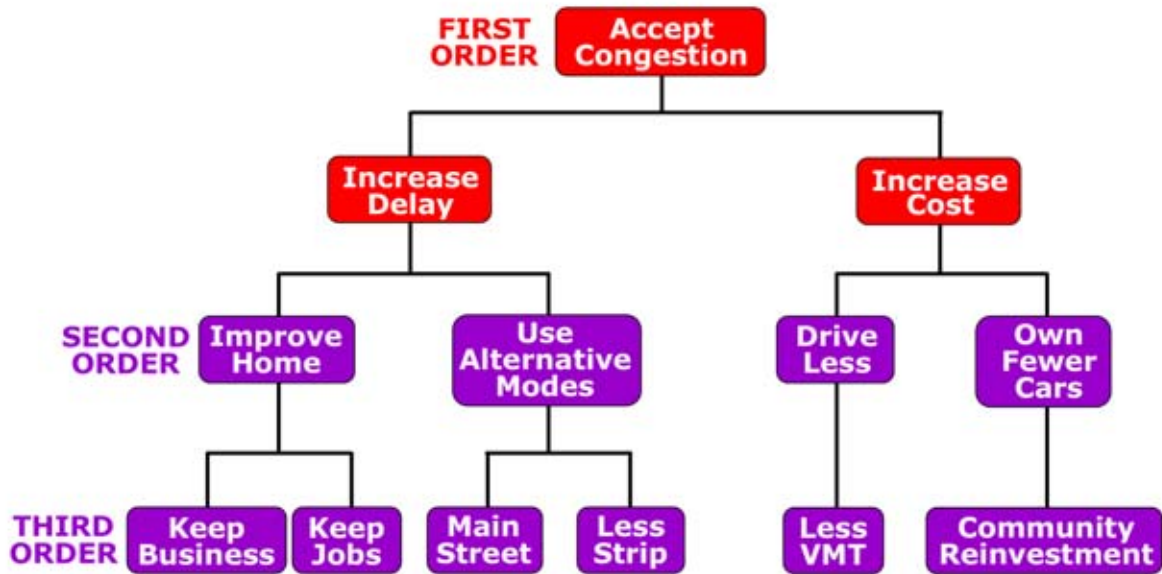 FIRST
ORDER
Accept
Congestion
Increase
Delay
Increase
Cost
SECOND
ORDER
Improve
Home
Use
Alternative
Modes
Drive
Less
Own
Fewer
Cars
THIRD
ORDER
Keep
Business
Keep
Jobs
Main
Street
Less
Strip
Less
VMT
Community
Reinvestment